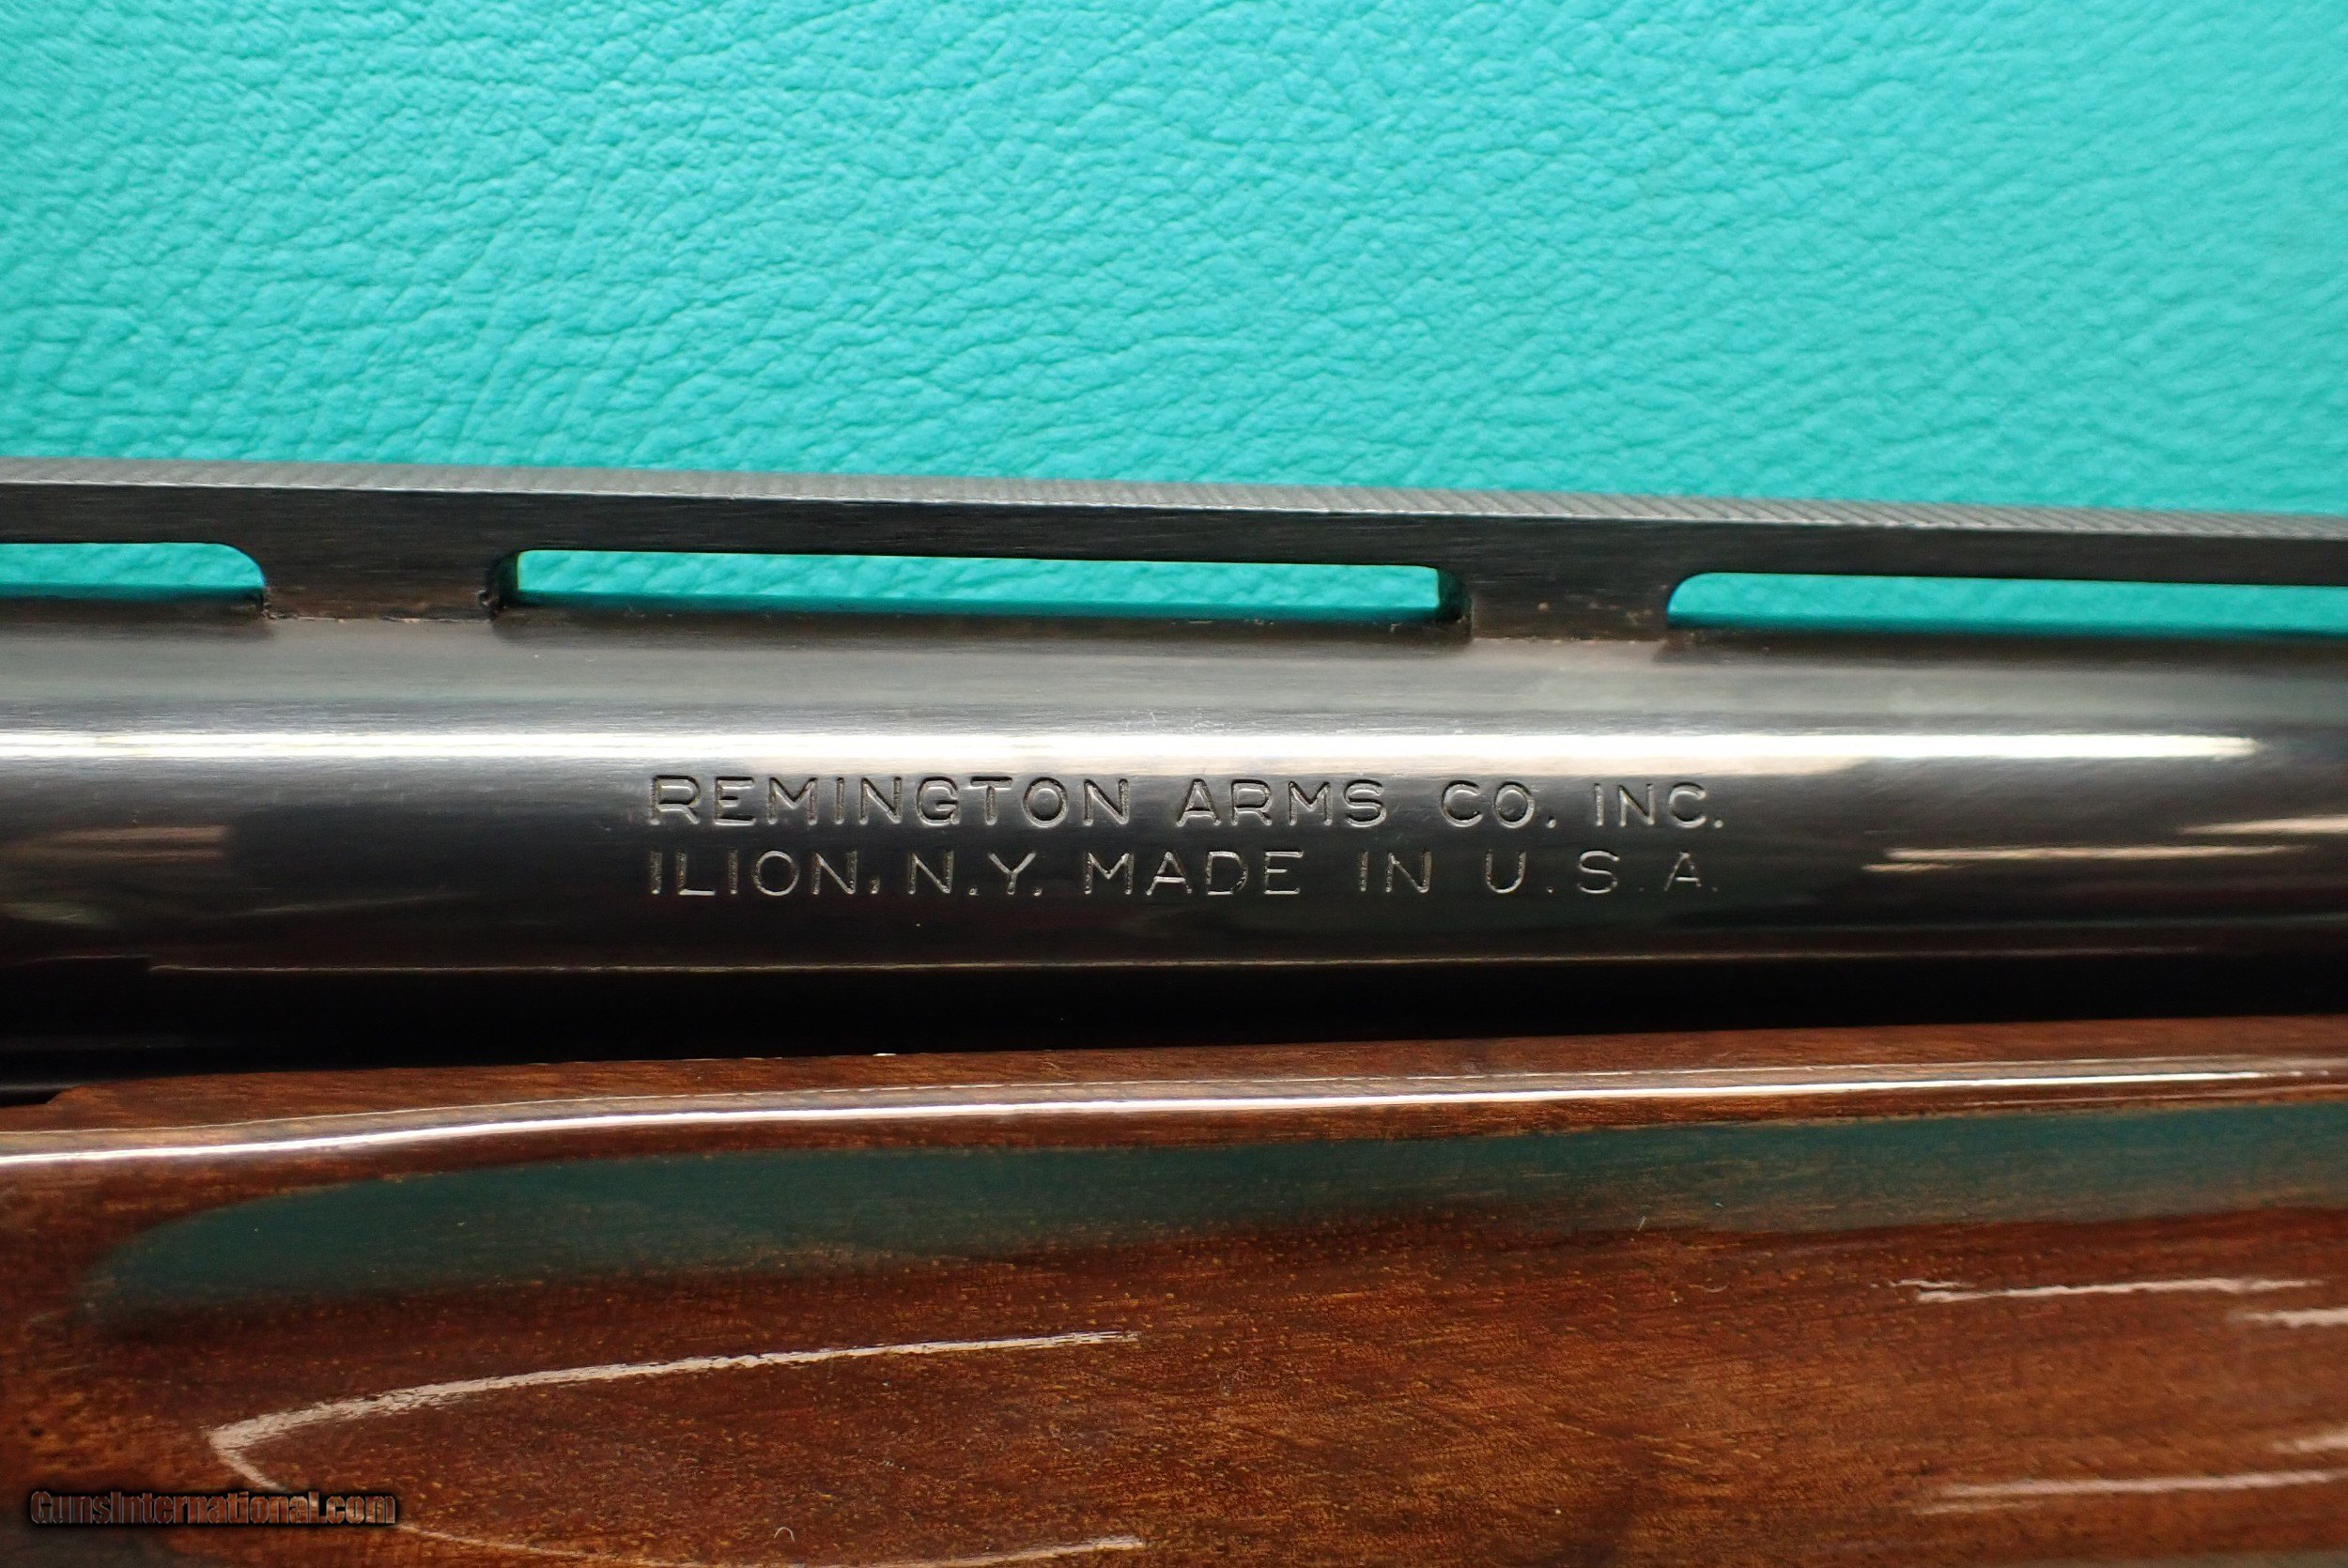 REMINGTON ARMS CO. INC.
ILION, N.Y. MADE IN U.S.A.
GunsInternational.com